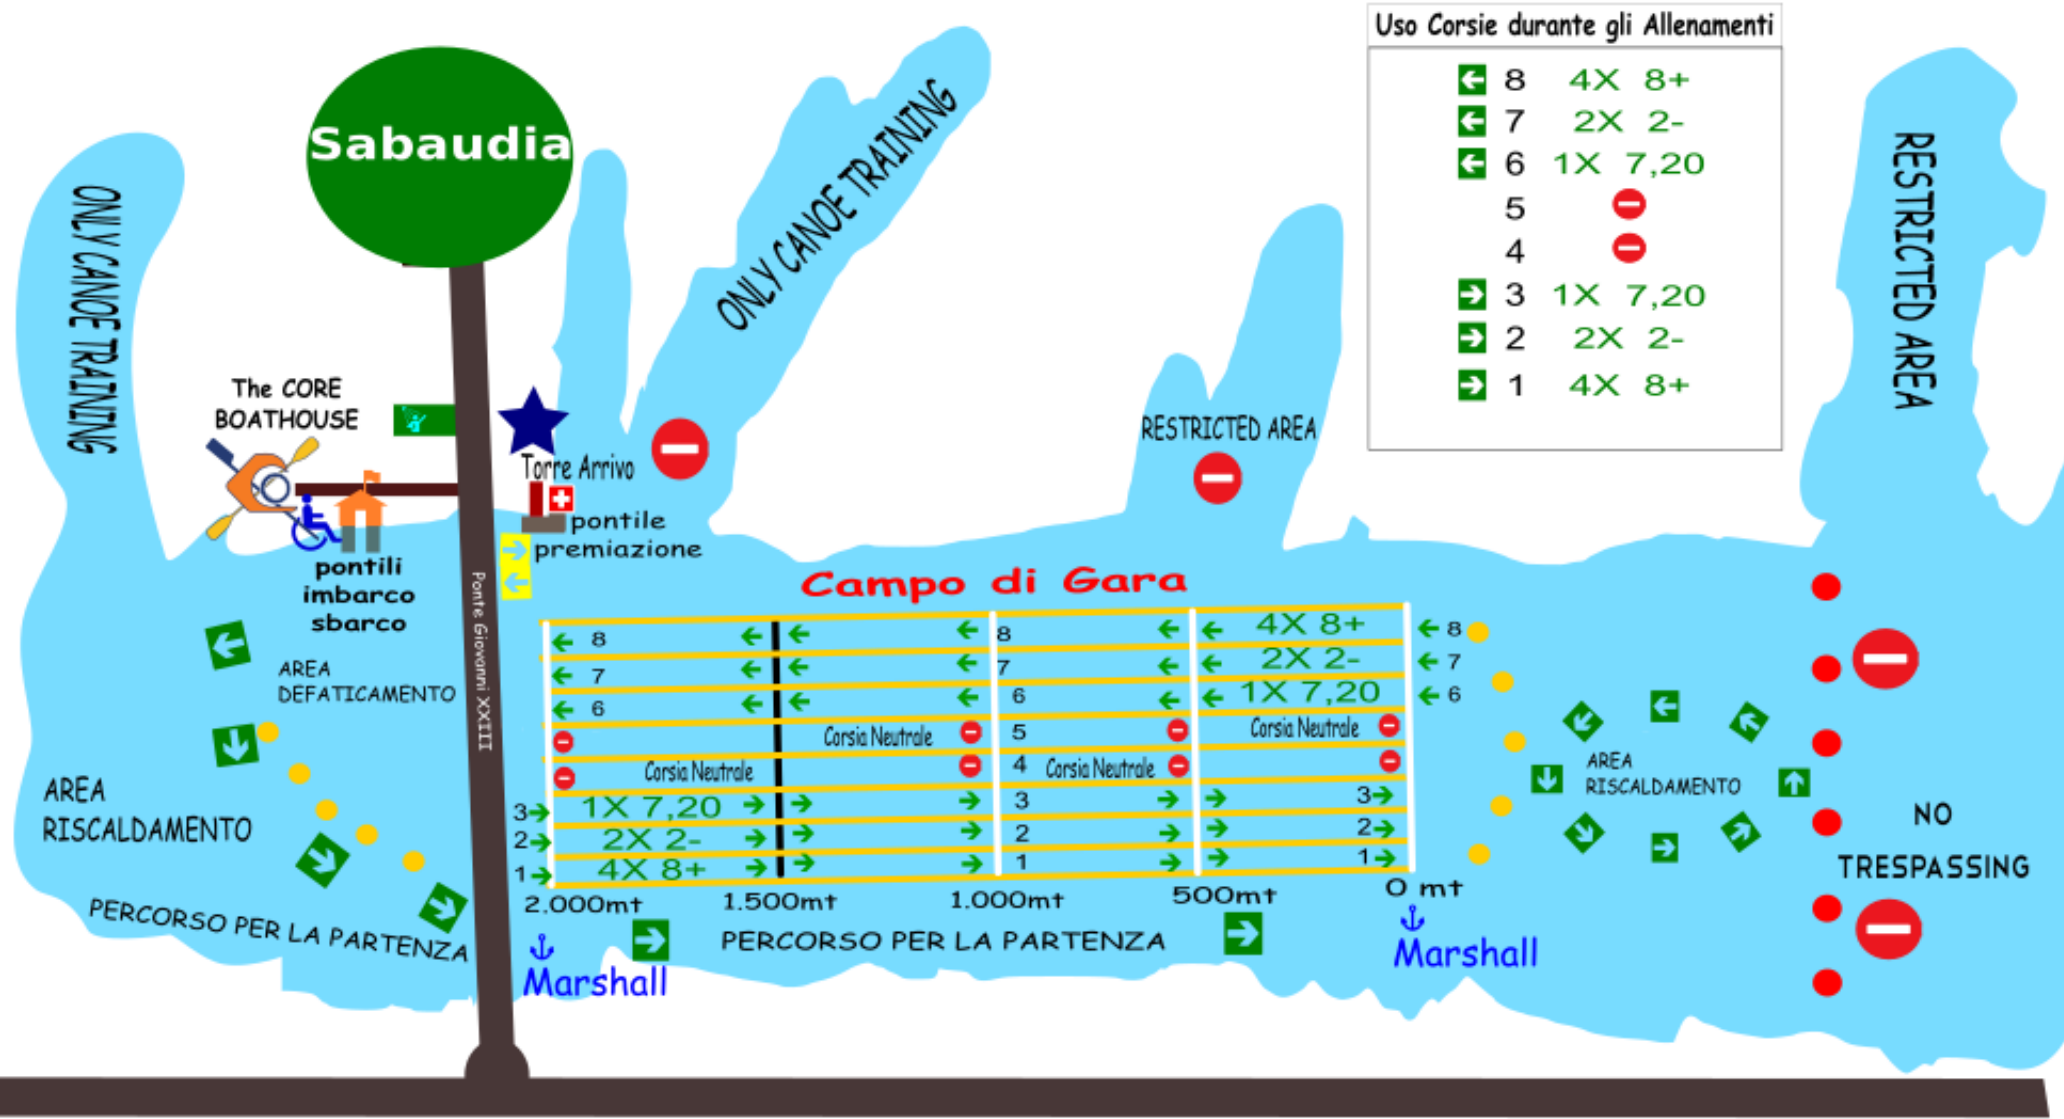 Uso Corsie durante gli Allenamenti
8 4X 8+
7 2X 2-
6 1X 7,20
5
4
3 1X 7,20
2 2X 2-
1 4X 8+
Sabaudia
ONLY CANOE TRAINING
ONLY CANOE TRAINING
RESTRICTED AREA
RESTRICTED AREA
The CORE
BOATHOUSE
Torre Arrivo
pontile
premiazione
pontili
imbarco
sbarco
Ponte Giovanni XXIII
Campo di Gara
AREA
DEFATICAMENTO
AREA
RISCALDAMENTO
PERCORSO PER LA PARTENZA
8 8 4X 8+ 8
7 7 2X 2- 7
6 6 1X 7,20 6
Corsia Neutrale 5 Corsia Neutrale
Corsia Neutrale 4 Corsia Neutrale
3 1X 7,20 3 3
2 2X 2- 2 2
1 4X 8+ 1 1
2.000mt 1.500mt 1.000mt 500mt 0 mt
PERCORSO PER LA PARTENZA
Marshall
Marshall
AREA
RISCALDAMENTO
NO
TRESPASSING